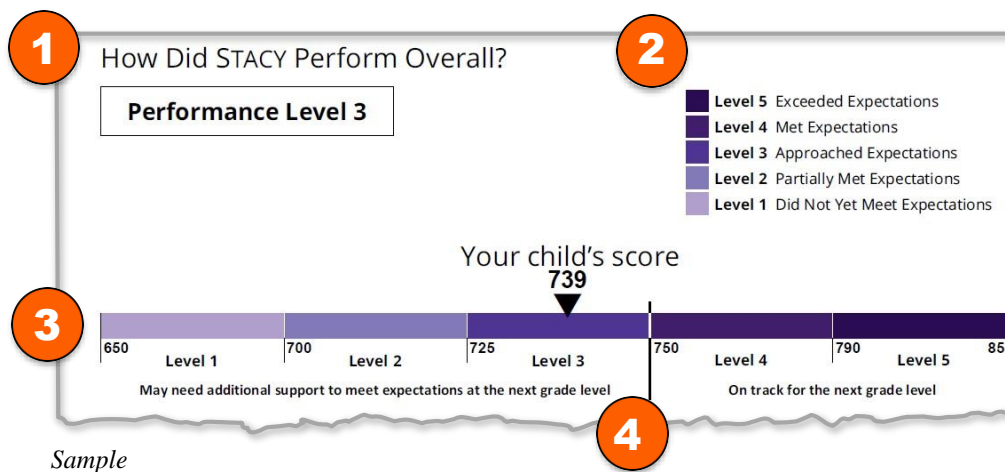 1
2
How Did STACY Perform Overall?
Performance Level 3
Level 5 Exceeded Expectations
Level 4 Met Expectations
Level 3 Approached Expectations
Level 2 Partially Met Expectations
Level 1 Did Not Yet Meet Expectations
Your child's score
739
3
650 700 725 750 790
Level 1 Level 2 Level 3 Level 4 Level 5
May need additional support to meet expectations at the next grade level On track for the next grade level
4
Sample